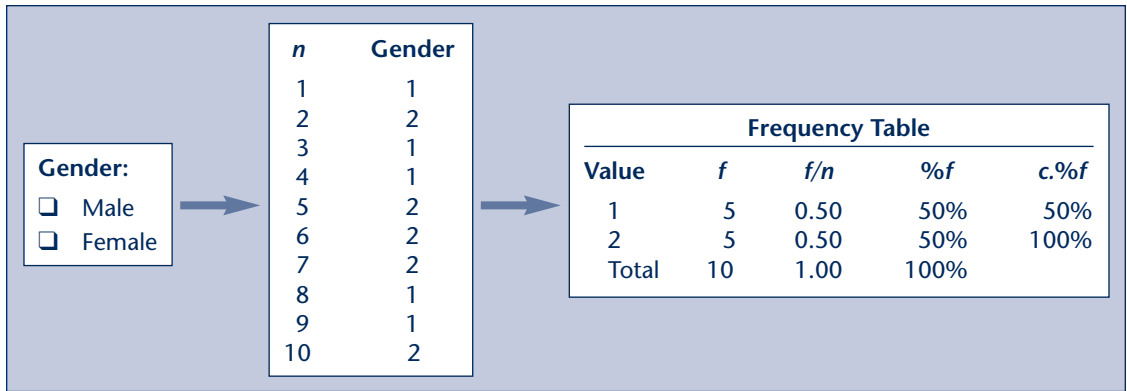 Gender:
❑ Male
❑ Female
n Gender
1 1
2 2
3 1
4 1
5 2
6 2
7 2
8 1
9 1
10 2
Frequency Table
Value f f/n %f c.%f
1 5 0.50 50% 50%
2 5 0.50 50% 100%
Total 10 1.00 100%